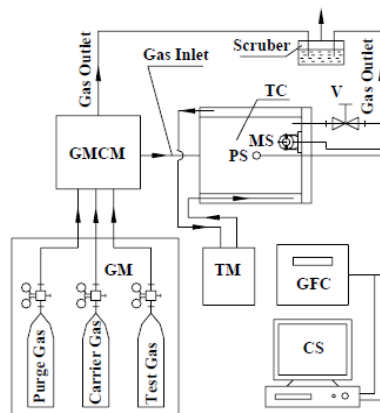 Scruber
Gas Inlet
Gas Outlet
TC
V
Gas Outlet
MS
GMCM
PS
GM
TM
GFC
Purge Gas
Carrier Gas
Test Gas
CS